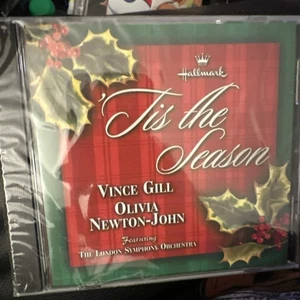 Hallmark
'Tis the
Season
VINCE GILL
OLIVIA
NEWTON-JOHN
Featuring
THE LONDON SYMPHONY ORCHESTRA